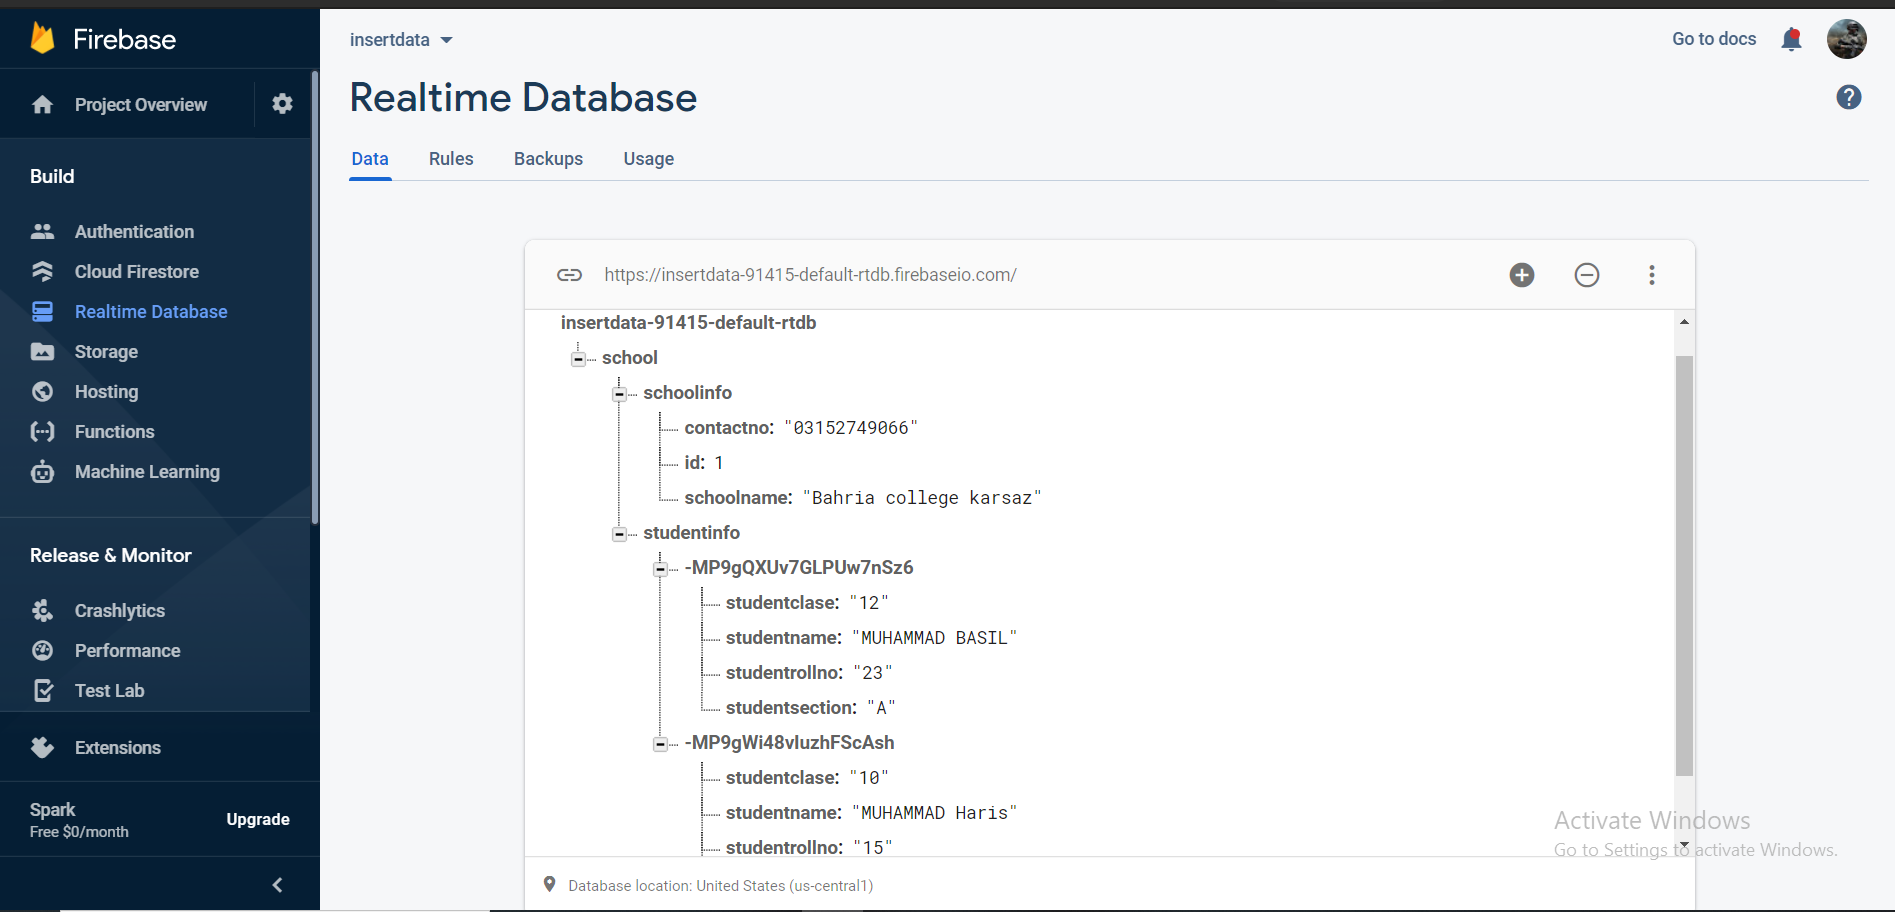 Firebase
Project Overview
Build
Authentication
Cloud Firestore
Realtime Database
Storage
Hosting
Functions
Machine Learning
Release & Monitor
Crashlytics
Performance
Test Lab
Extensions
Spark
Free $0/month
Upgrade
insertdata
Go to docs
Realtime Database
Data Rules Backups Usage
https://insertdata-91415-default-rtdb.firebaseio.com/
insertdata-91415-default-rtdb
school
schoolinfo
contactno: "03152749066"
id: 1
schoolname: "Bahria college karsaz"
studentinfo
-MP9gQXUv7GLPUw7nSz6
studentclase: "12"
studentname: "MUHAMMAD BASIL"
studentrollno: "23"
studentsection: "A"
-MP9gWi48vIuzhFScAsh
studentclase: "10"
studentname: "MUHAMMAD Haris"
studentrollno: "15"
Database location: United States (us-central1)
Activate Windows
Go to Settings to activate Windows.